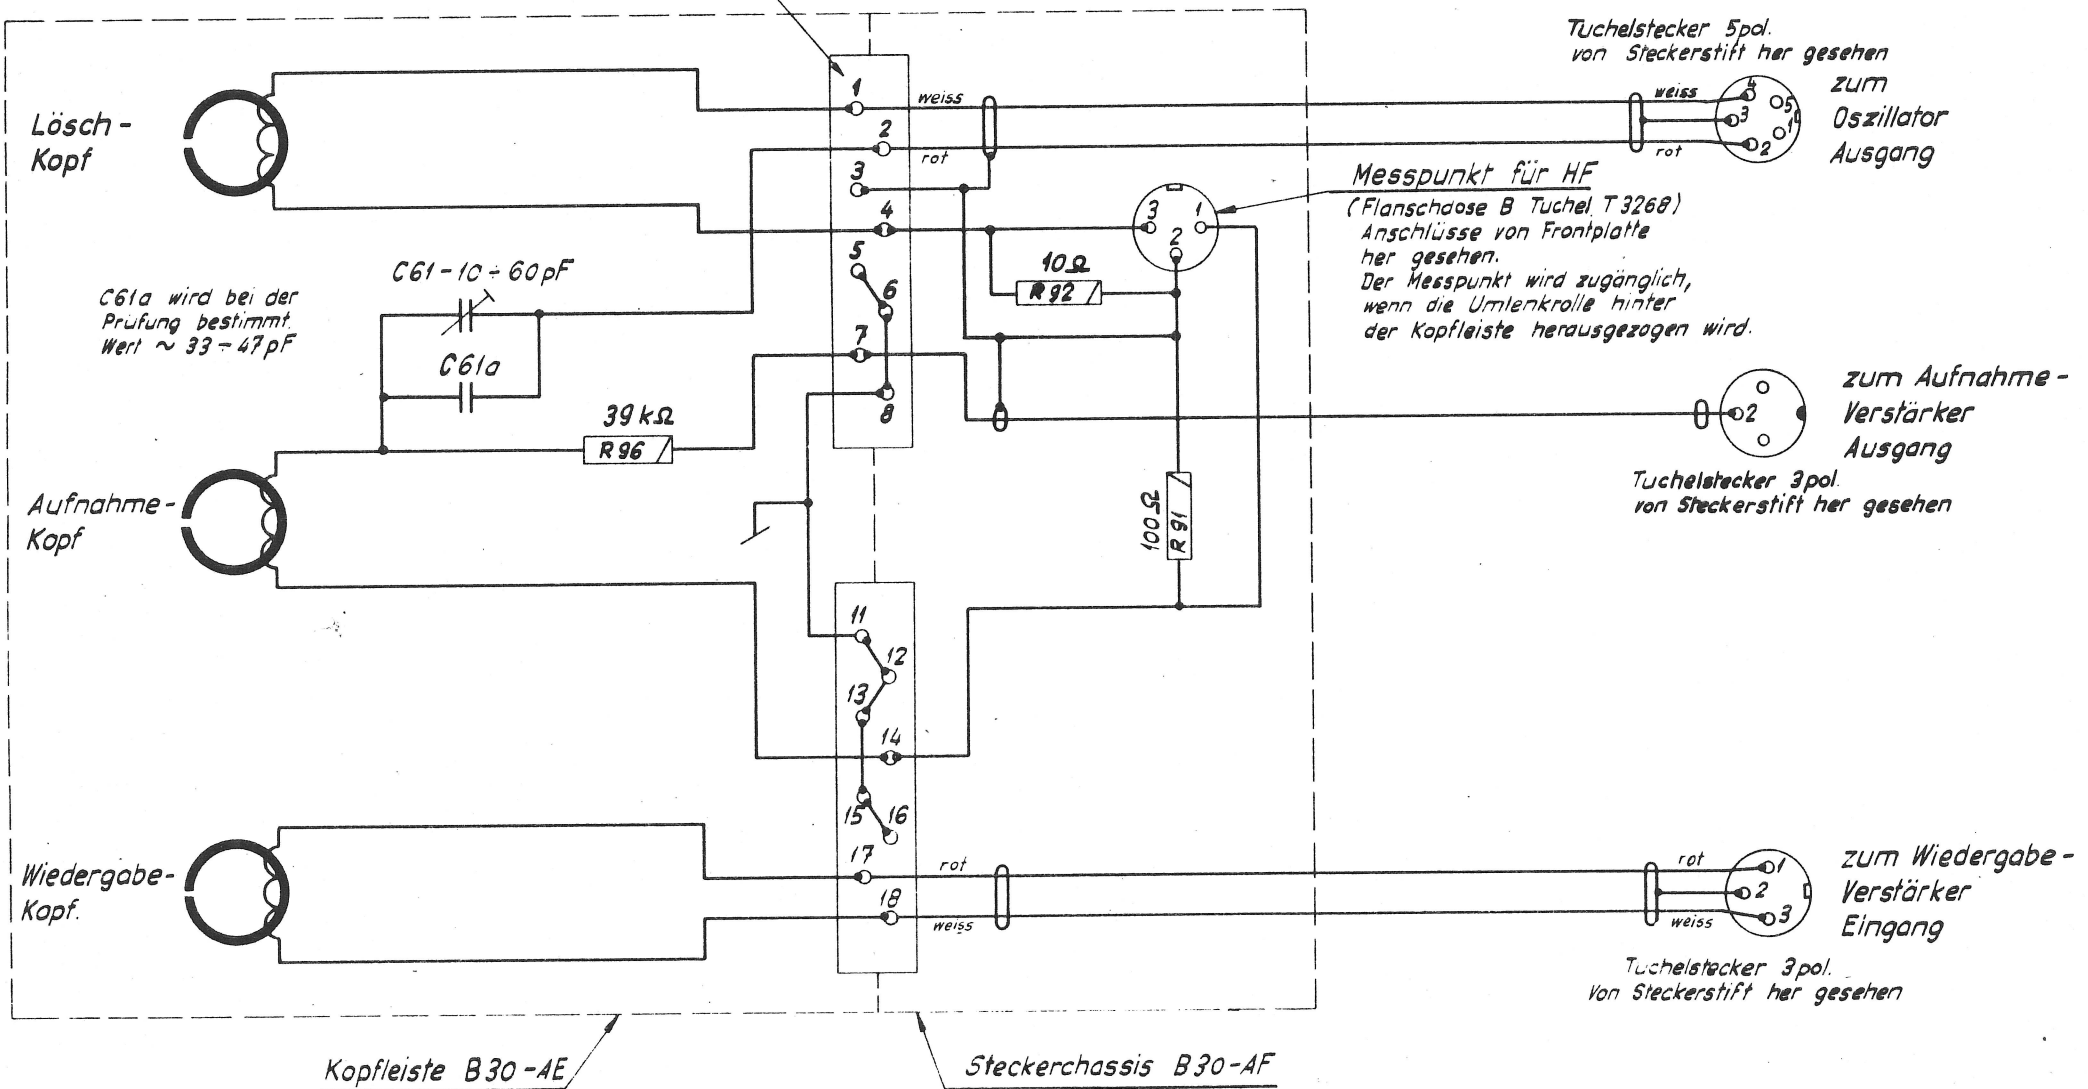 Tuchelstecker 5pol.
von Steckerstift her gesehen
zum
Oszillator
Ausgang
weiss
rot
4
5
3
1
2
Lösch-
Kopf
1
weiss
2
rot
3
4
5
6
7
8
Messpunkt für HF
(Flanschdose B Tuchel T3268)
Anschlüsse von Frontplatte
her gesehen.
Der Messpunkt wird zugänglich,
wenn die Umlenkrolle hinter
der Kopfleiste herausgezogen wird.
3
1
2
10Ω
R92
C61-10÷60pF
C61a wird bei der
Prüfung bestimmt.
Wert ~ 33÷47pF
C61a
39kΩ
R96
zum Aufnahme-
Verstärker
Ausgang
2
Tuchelstecker 3pol.
von Steckerstift her gesehen
Aufnahme-
Kopf
100Ω
R91
11
12
13
14
15
16
17
rot
18
weiss
Wiedergabe-
Kopf.
rot
weiss
1
2
3
zum Wiedergabe-
Verstärker
Eingang
Tuchelstecker 3pol.
Von Steckerstift her gesehen
Kopfleiste B30-AE
Steckerchassis B30-AF